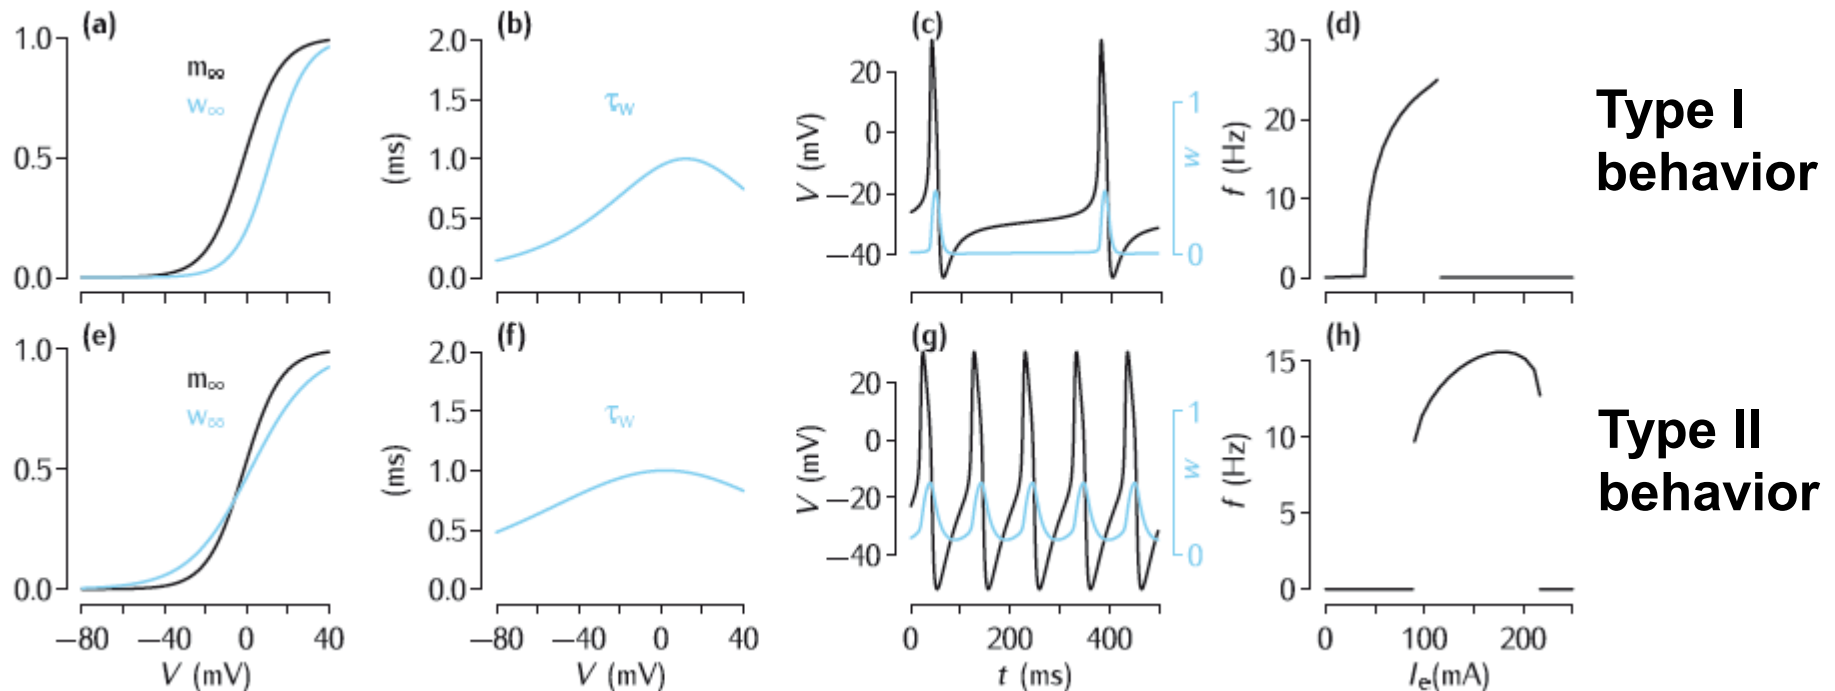 (a)
1.0
0.5
0.0
m∞
w∞
(b)
2.0
1.5
1.0
0.5
0.0
(ms)
τw
(c)
20
0
−20
−40
V (mV)
1
0
w
(d)
30
20
10
0
f (Hz)
Type I
behavior
(e)
1.0
0.5
0.0
m∞
w∞
−80
−40
0
40
V (mV)
(f)
2.0
1.5
1.0
0.5
0.0
(ms)
τw
−80
−40
0
40
V (mV)
(g)
20
0
−20
−40
V (mV)
1
0
w
0
200
400
t (ms)
(h)
15
10
5
0
f (Hz)
0
100
200
Ie(mA)
Type II
behavior